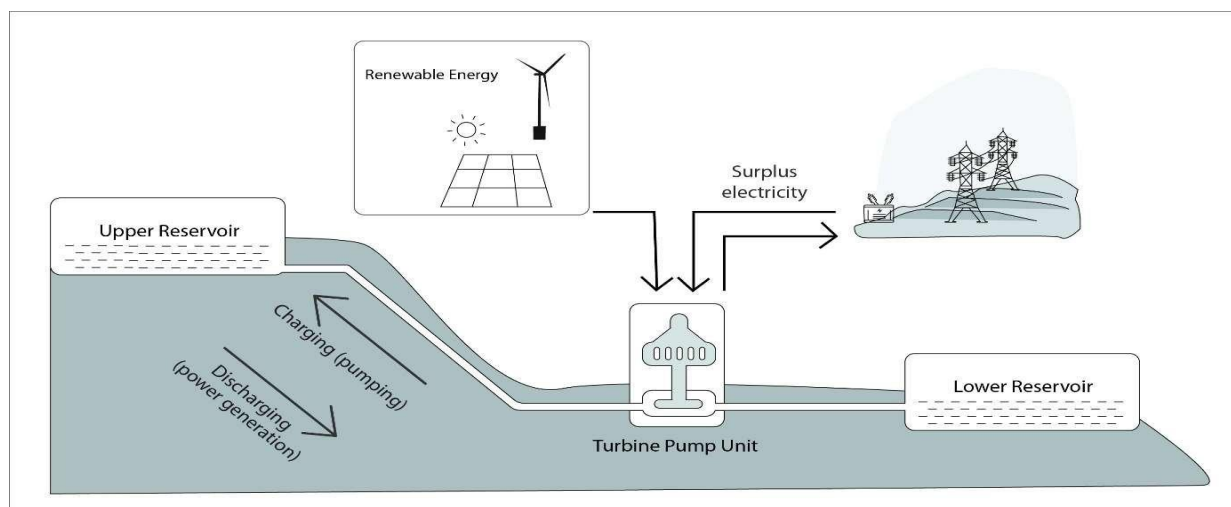 Renewable Energy
Surplus
electricity
Upper Reservoir
Charging (pumping)
Discharging
(power generation)
Lower Reservoir
Turbine Pump Unit